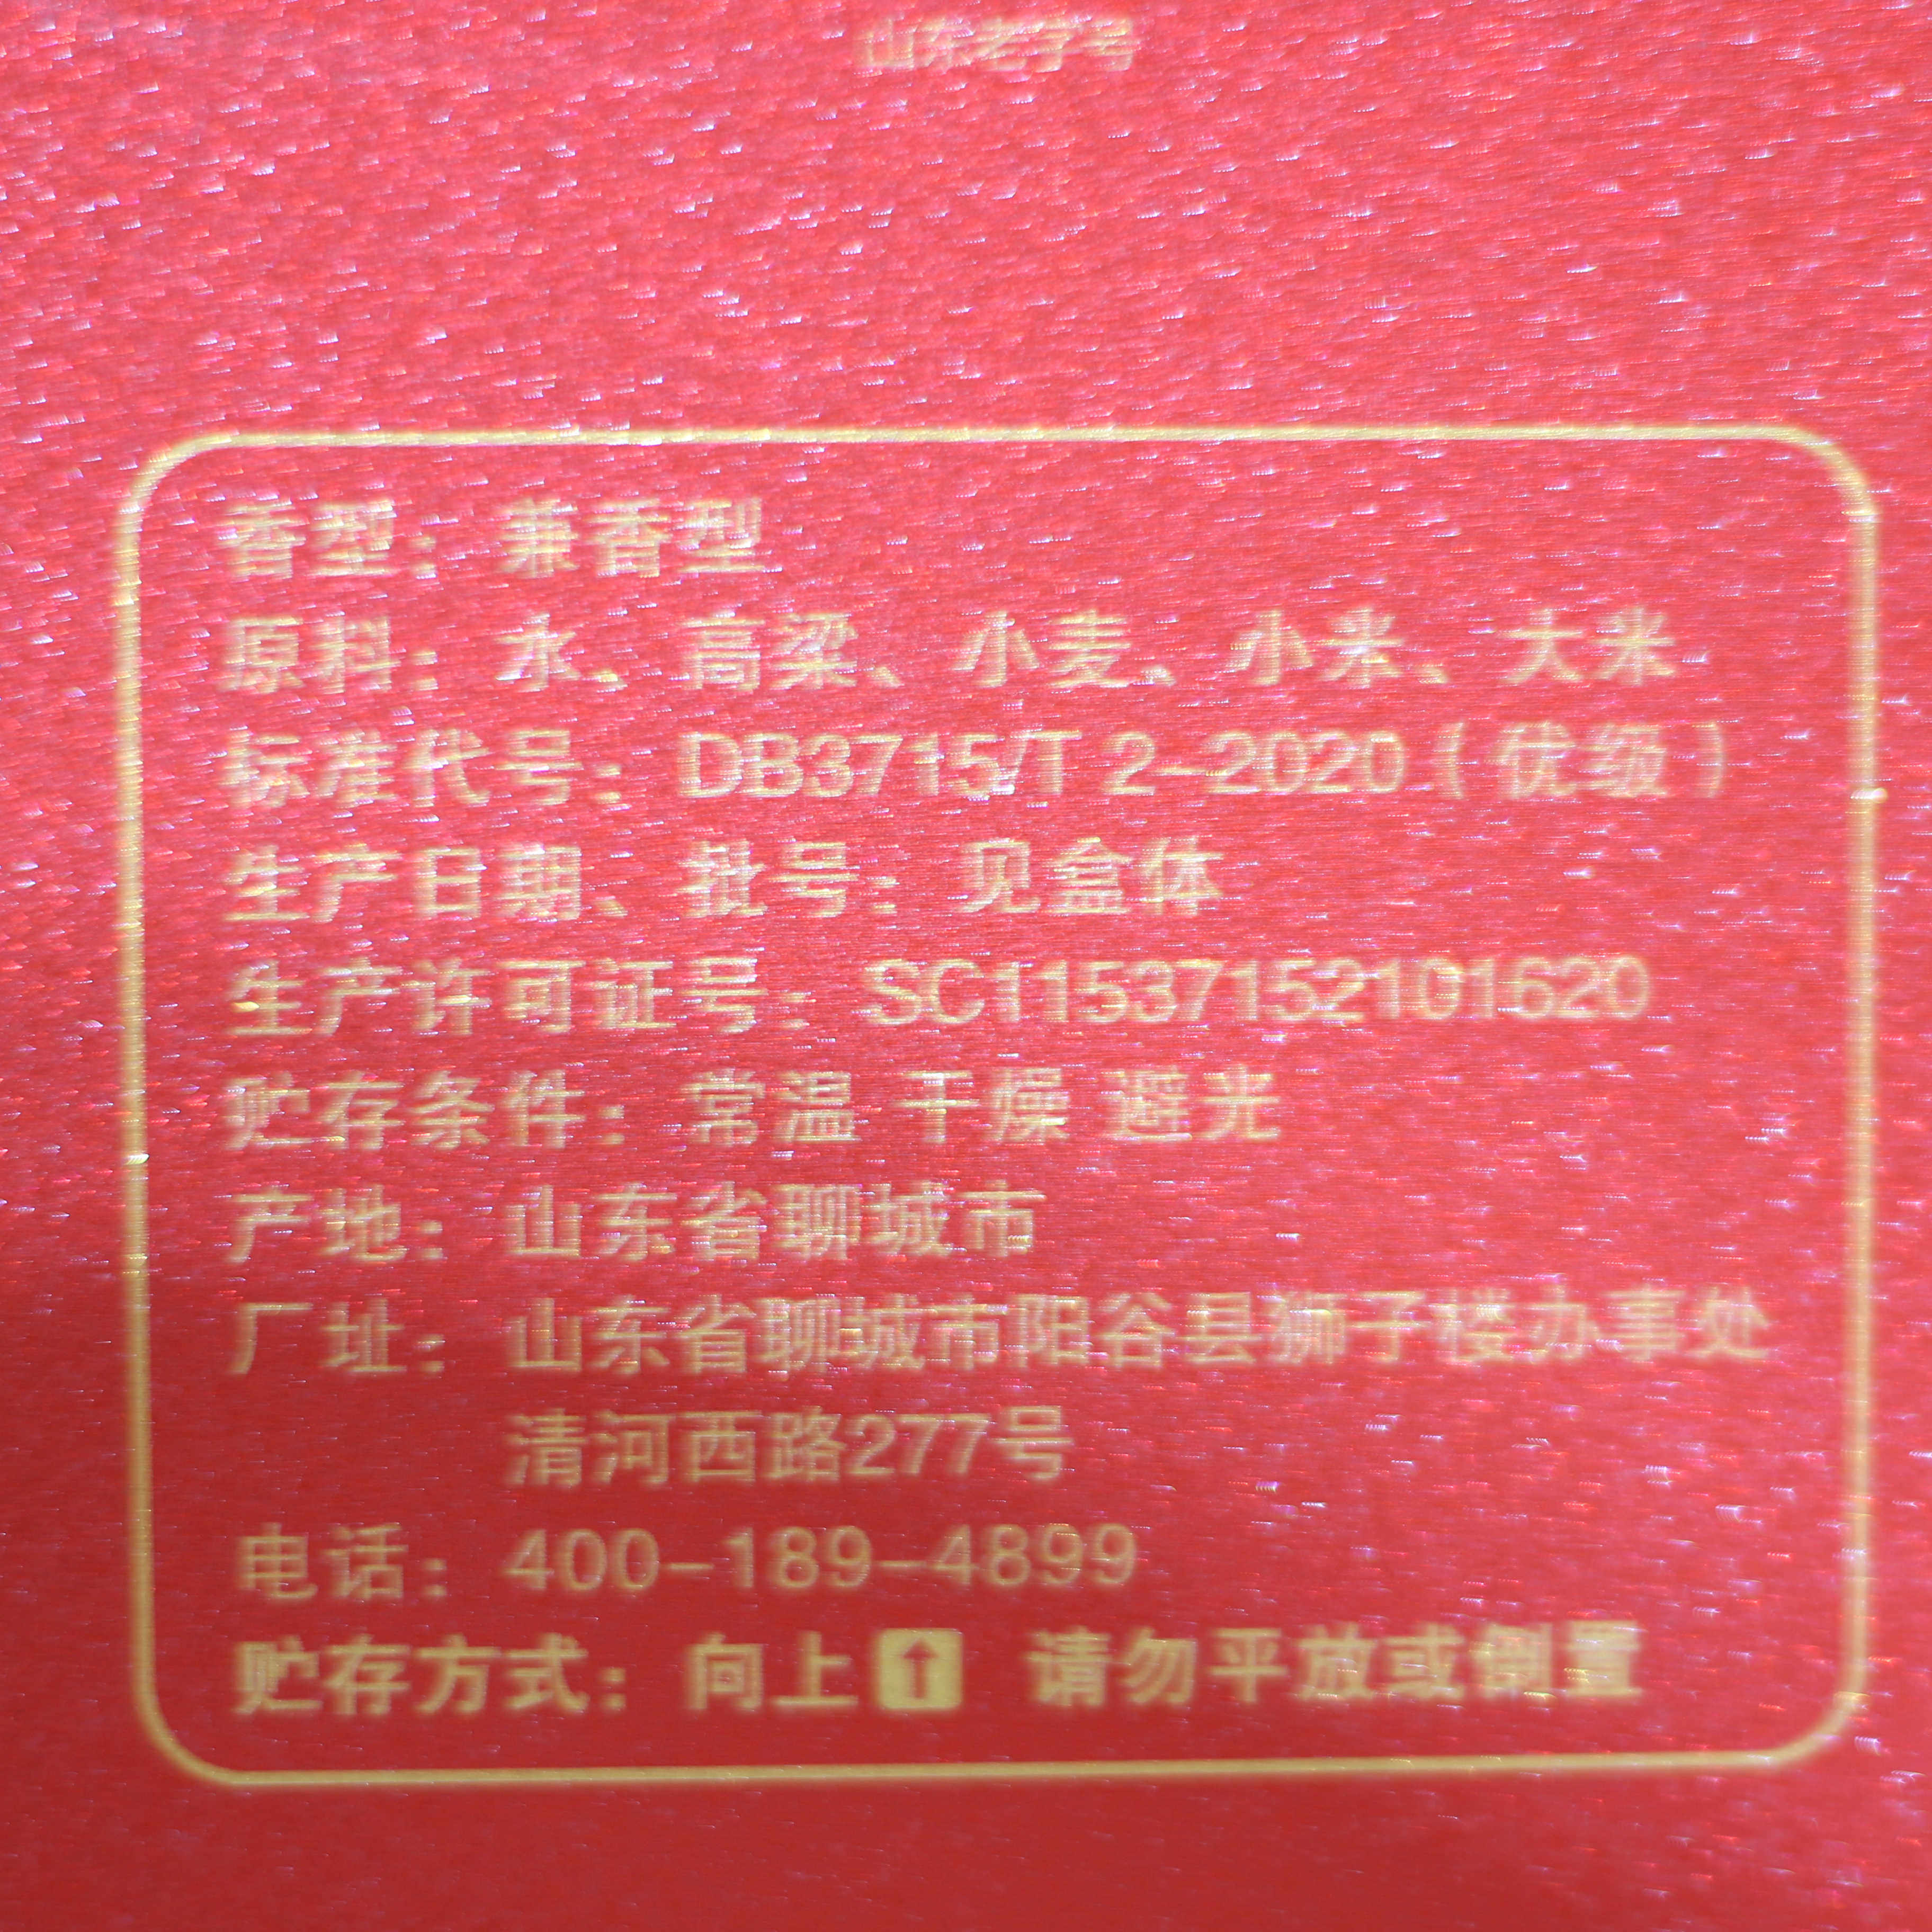 山东老字号
香型：兼香型
原料：水、高粱、小麦、小米、大米
标准代号：DB3715/T 2-2020（优级）
生产日期、批号：见盒体
生产许可证号：SC11537152101620
贮存条件：常温 干燥 避光
产地：山东省聊城市
厂址：山东省聊城市阳谷县狮子楼办事处
清河西路277号
电话：400-189-4899
贮存方式：向上↑ 请勿平放或倒置